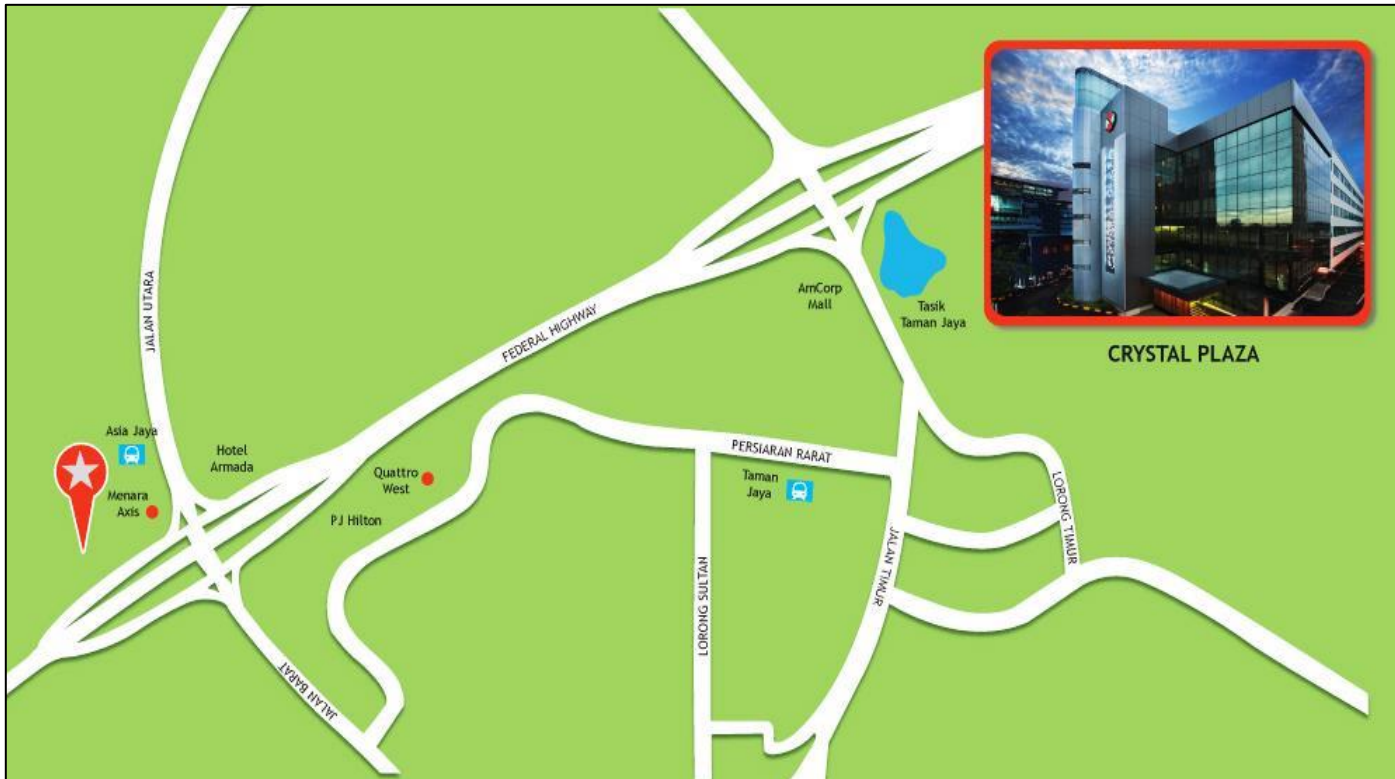 JALAN UTARA
FEDERAL HIGHWAY
AmCorp
Mall
Tasik
Taman Jaya
CRYSTAL PLAZA
Asia Jaya
Hotel
Armada
Menara
Axis
Quattro
West
PJ Hilton
PERSIARAN RARAT
Taman
Jaya
LORONG TIMUR
JALAN TIMUR
LORONG SULTAN
JALAN BARAT